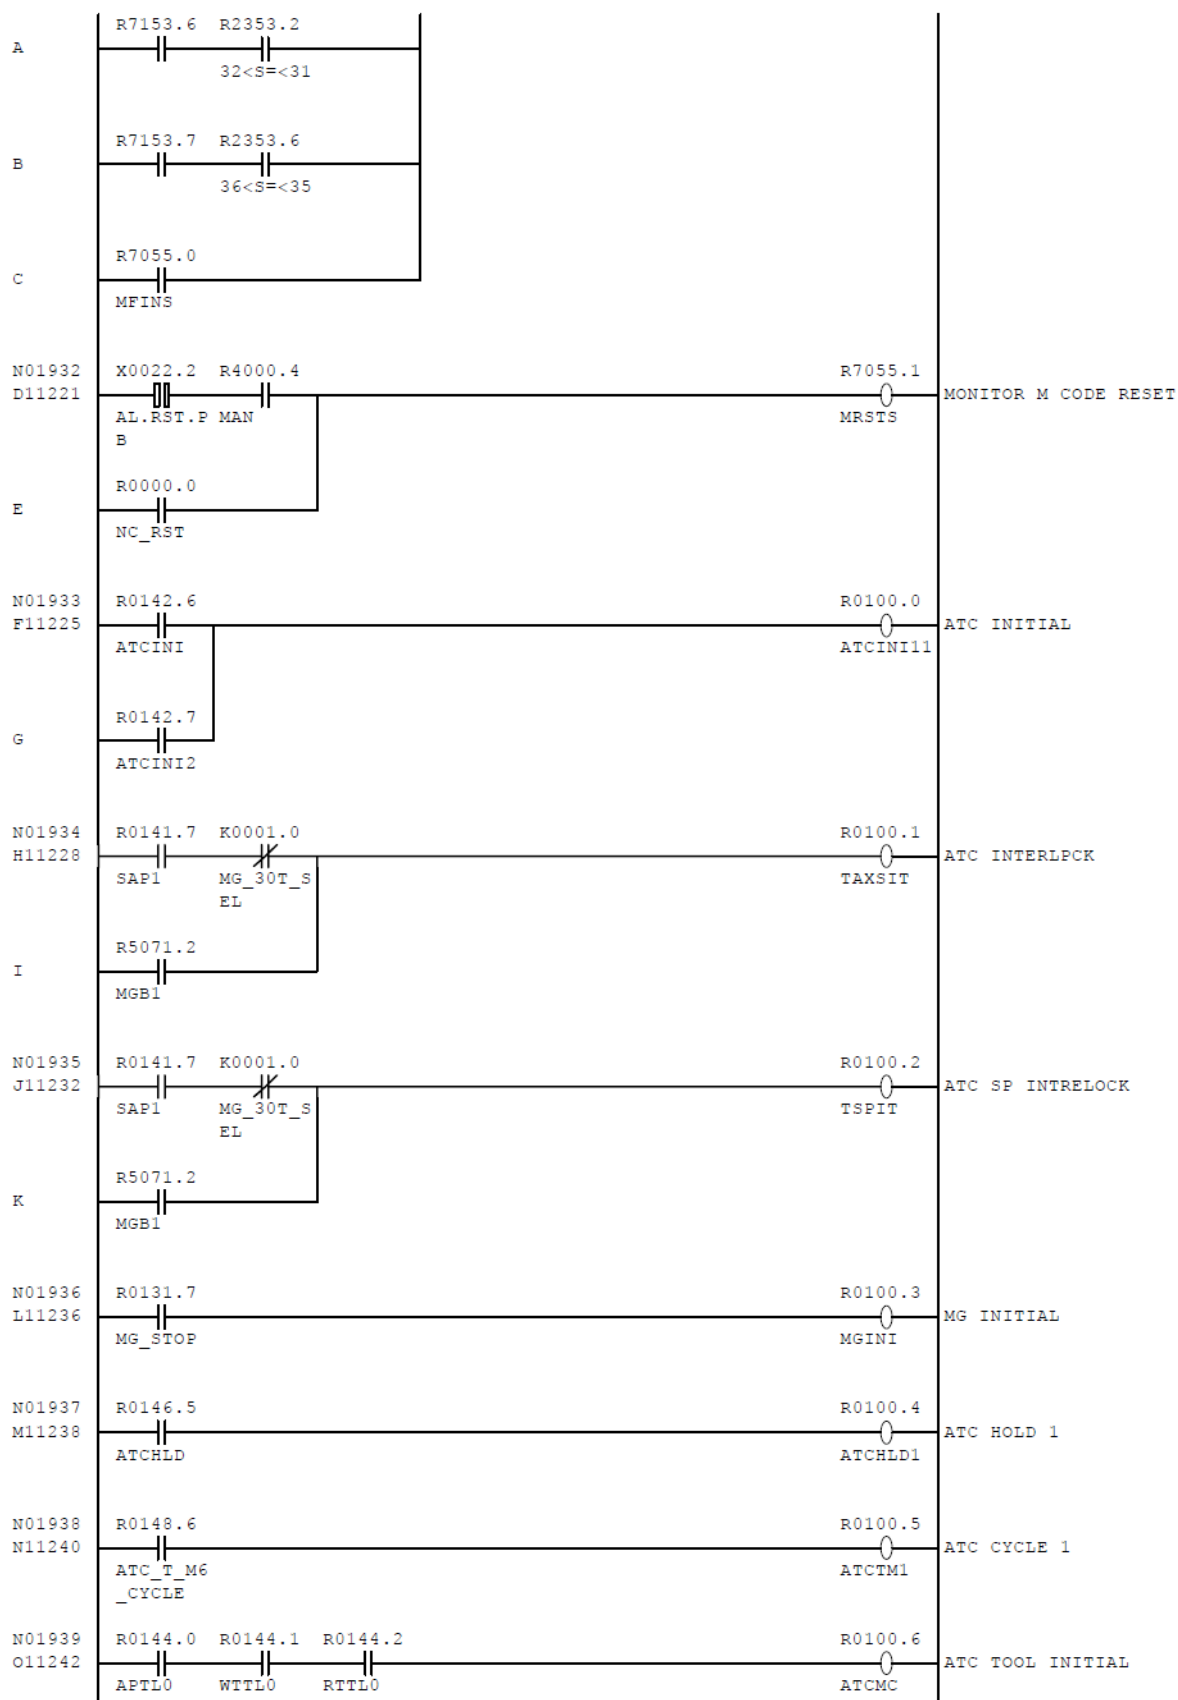 R7153.6 R2353.2
A
32<S=<31
R7153.7 R2353.6
B
36<S=<35
R7055.0
C
MFINS
N01932 X0022.2 R4000.4 R7055.1
D11221 MONITOR M CODE RESET
AL.RST.P MAN MRSTS
B
R0000.0
E
NC_RST
N01933 R0142.6 R0100.0
F11225 ATC INITIAL
ATCINI ATCINI11
R0142.7
G
ATCINI2
N01934 R0141.7 K0001.0 R0100.1
H11228 ATC INTERLPCK
SAP1 MG_30T_S TAXSIT
EL
R5071.2
I
MGB1
N01935 R0141.7 K0001.0 R0100.2
J11232 ATC SP INTRELOCK
SAP1 MG_30T_S TSPIT
EL
R5071.2
K
MGB1
N01936 R0131.7 R0100.3
L11236 MG INITIAL
MG_STOP MGINI
N01937 R0146.5 R0100.4
M11238 ATC HOLD 1
ATCHLD ATCHLD1
N01938 R0148.6 R0100.5
N11240 ATC CYCLE 1
ATC_T_M6 ATCTM1
_CYCLE
N01939 R0144.0 R0144.1 R0144.2 R0100.6
O11242 ATC TOOL INITIAL
APTL0 WTTL0 RTTL0 ATCMC